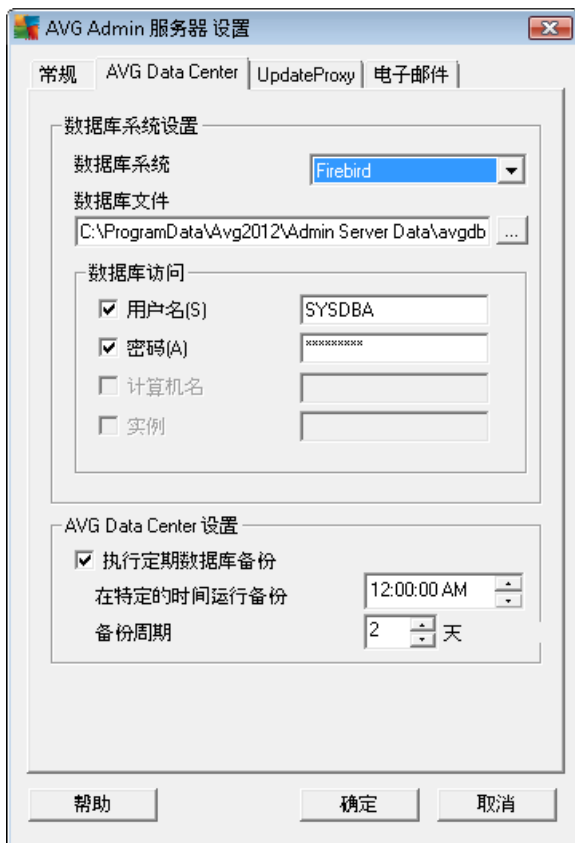 AVG Admin 服务器 设置
常规 AVG Data Center UpdateProxy 电子邮件
数据库系统设置
数据库系统 Firebird
数据库文件
C:\ProgramData\Avg2012\Admin Server Data\avgdb ...
数据库访问
用户名(S) SYSDBA
密码(A) *********
计算机名
实例
AVG Data Center 设置
执行定期数据库备份
在特定的时间运行备份 12:00:00 AM
备份周期 2 天
帮助 确定 取消